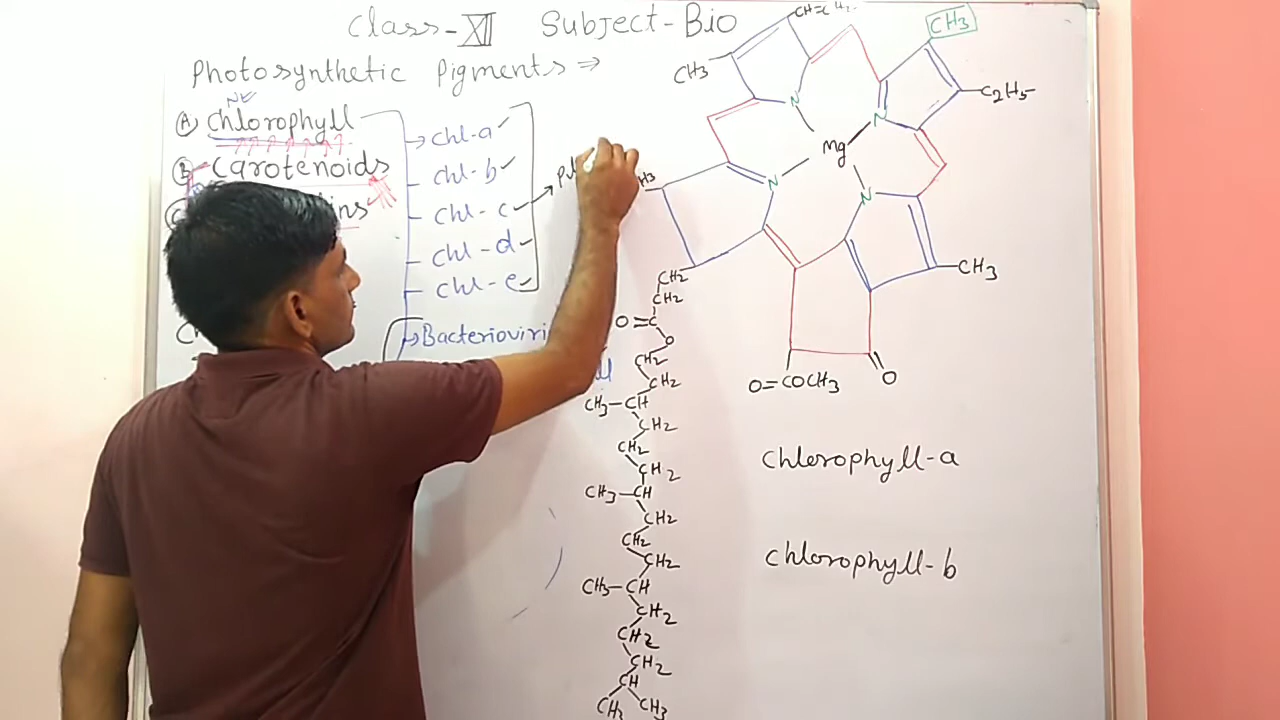 Class-XII Subject-Bio
Photosynthetic Pigments ⇒
(A) Chlorophyll
(B) Carotenoids
chl-a ✓
chl-b ✓
chl-c
chl-d
chl-e ✓
Bacterioviri
CH3
CH3
C2H5
N
N
Mg
N
N
CH3
O=COCH3
O
CH2
CH2
O=C
O
CH2
CH2
CH3-CH
CH2
CH2
CH2
CH3-CH
CH2
CH2
CH2
CH3-CH
CH2
CH2
CH2
CH
CH3 CH3
Chlorophyll-a
Chlorophyll-b